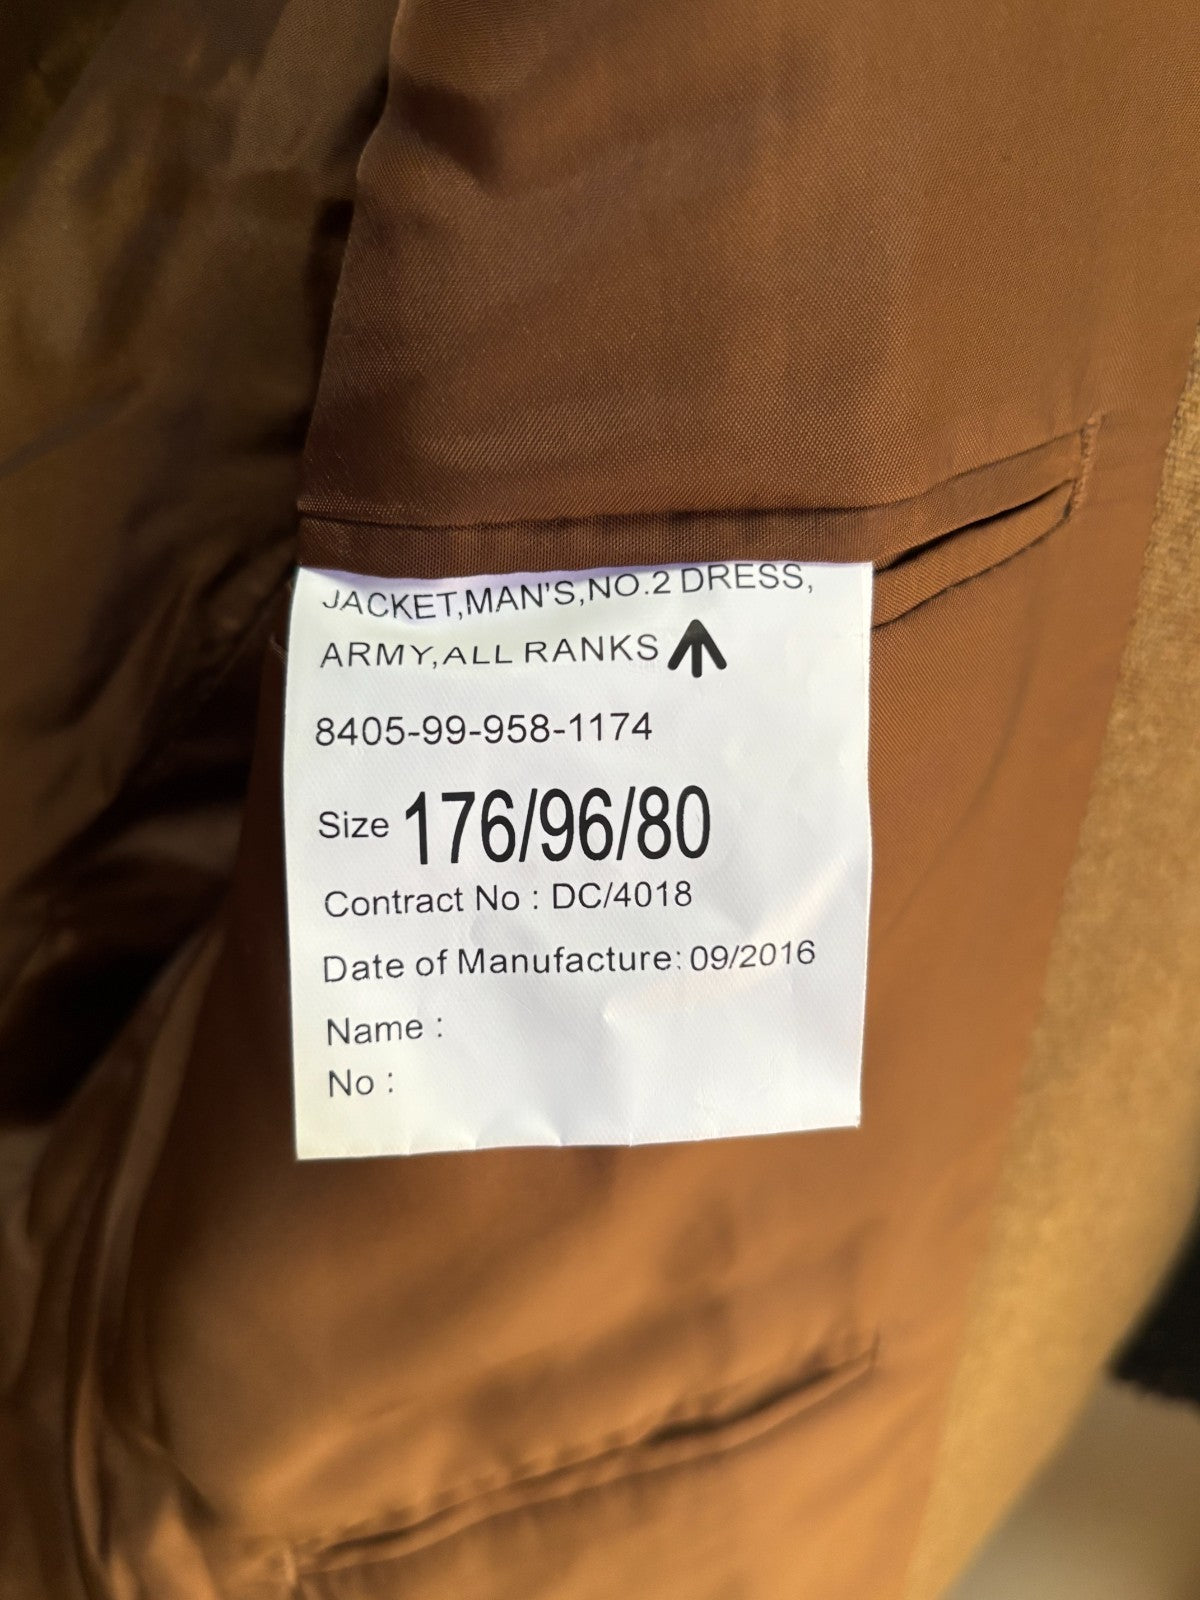 JACKET,MAN'S,NO.2 DRESS,
ARMY,ALL RANKS
8405-99-958-1174
Size 176/96/80
Contract No : DC/4018
Date of Manufacture: 09/2016
Name :
No :